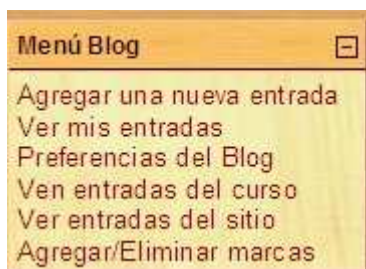 Menú Blog
Agregar una nueva entrada
Ver mis entradas
Preferencias del Blog
Ven entradas del curso
Ver entradas del sitio
Agregar/Eliminar marcas